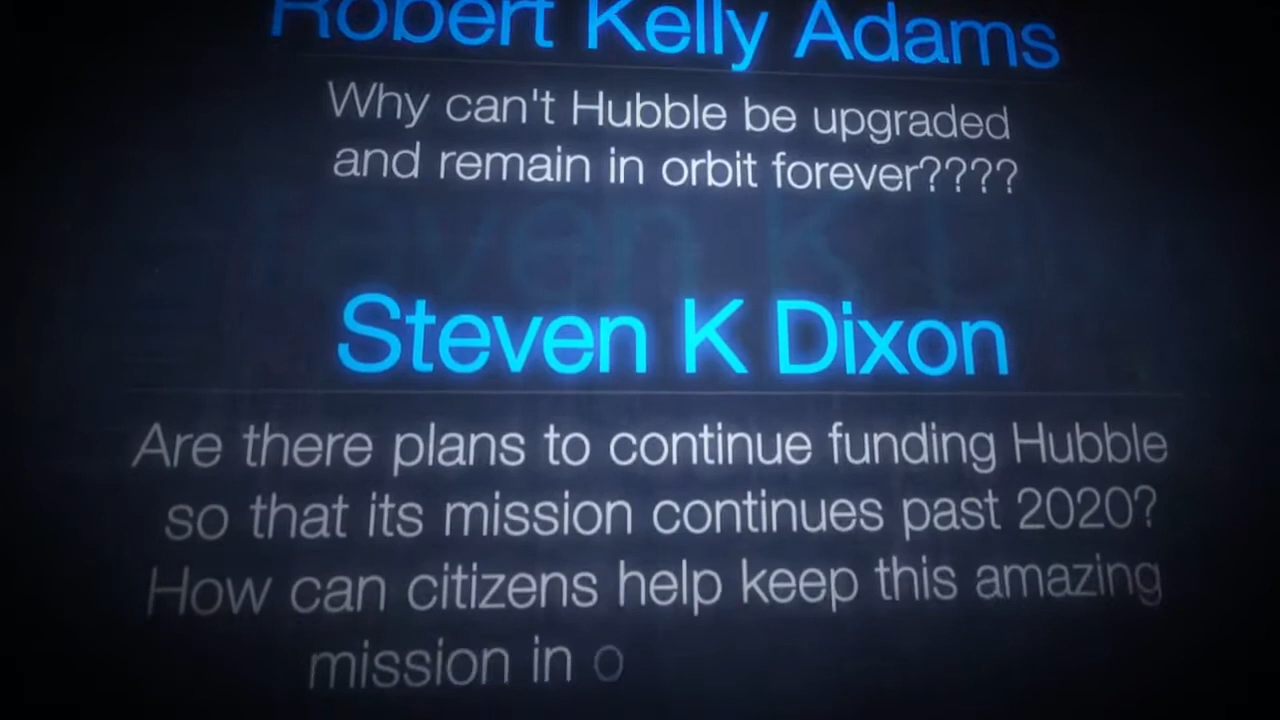 Robert Kelly Adams
Why can't Hubble be upgraded
and remain in orbit forever????
Steven K Dixon
Are there plans to continue funding Hubble
so that its mission continues past 2020?
How can citizens help keep this amazing
mission in o